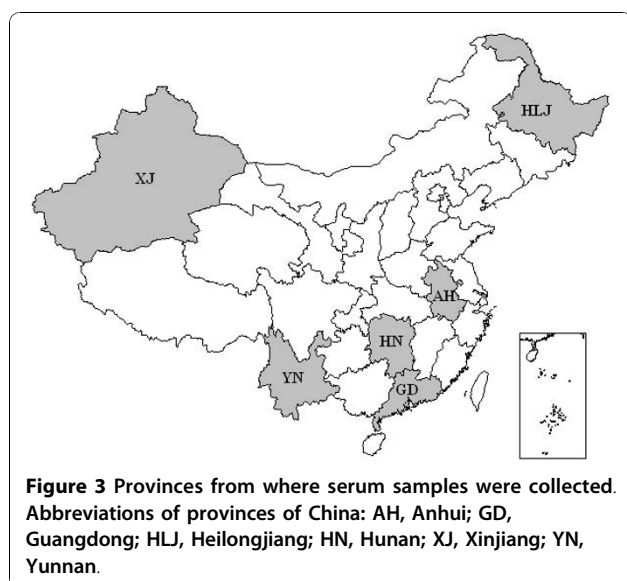 HLJ
XJ
AH
HN
YN
GD
Figure 3 Provinces from where serum samples were collected.
Abbreviations of provinces of China: AH, Anhui; GD,
Guangdong; HLJ, Heilongjiang; HN, Hunan; XJ, Xinjiang; YN,
Yunnan.